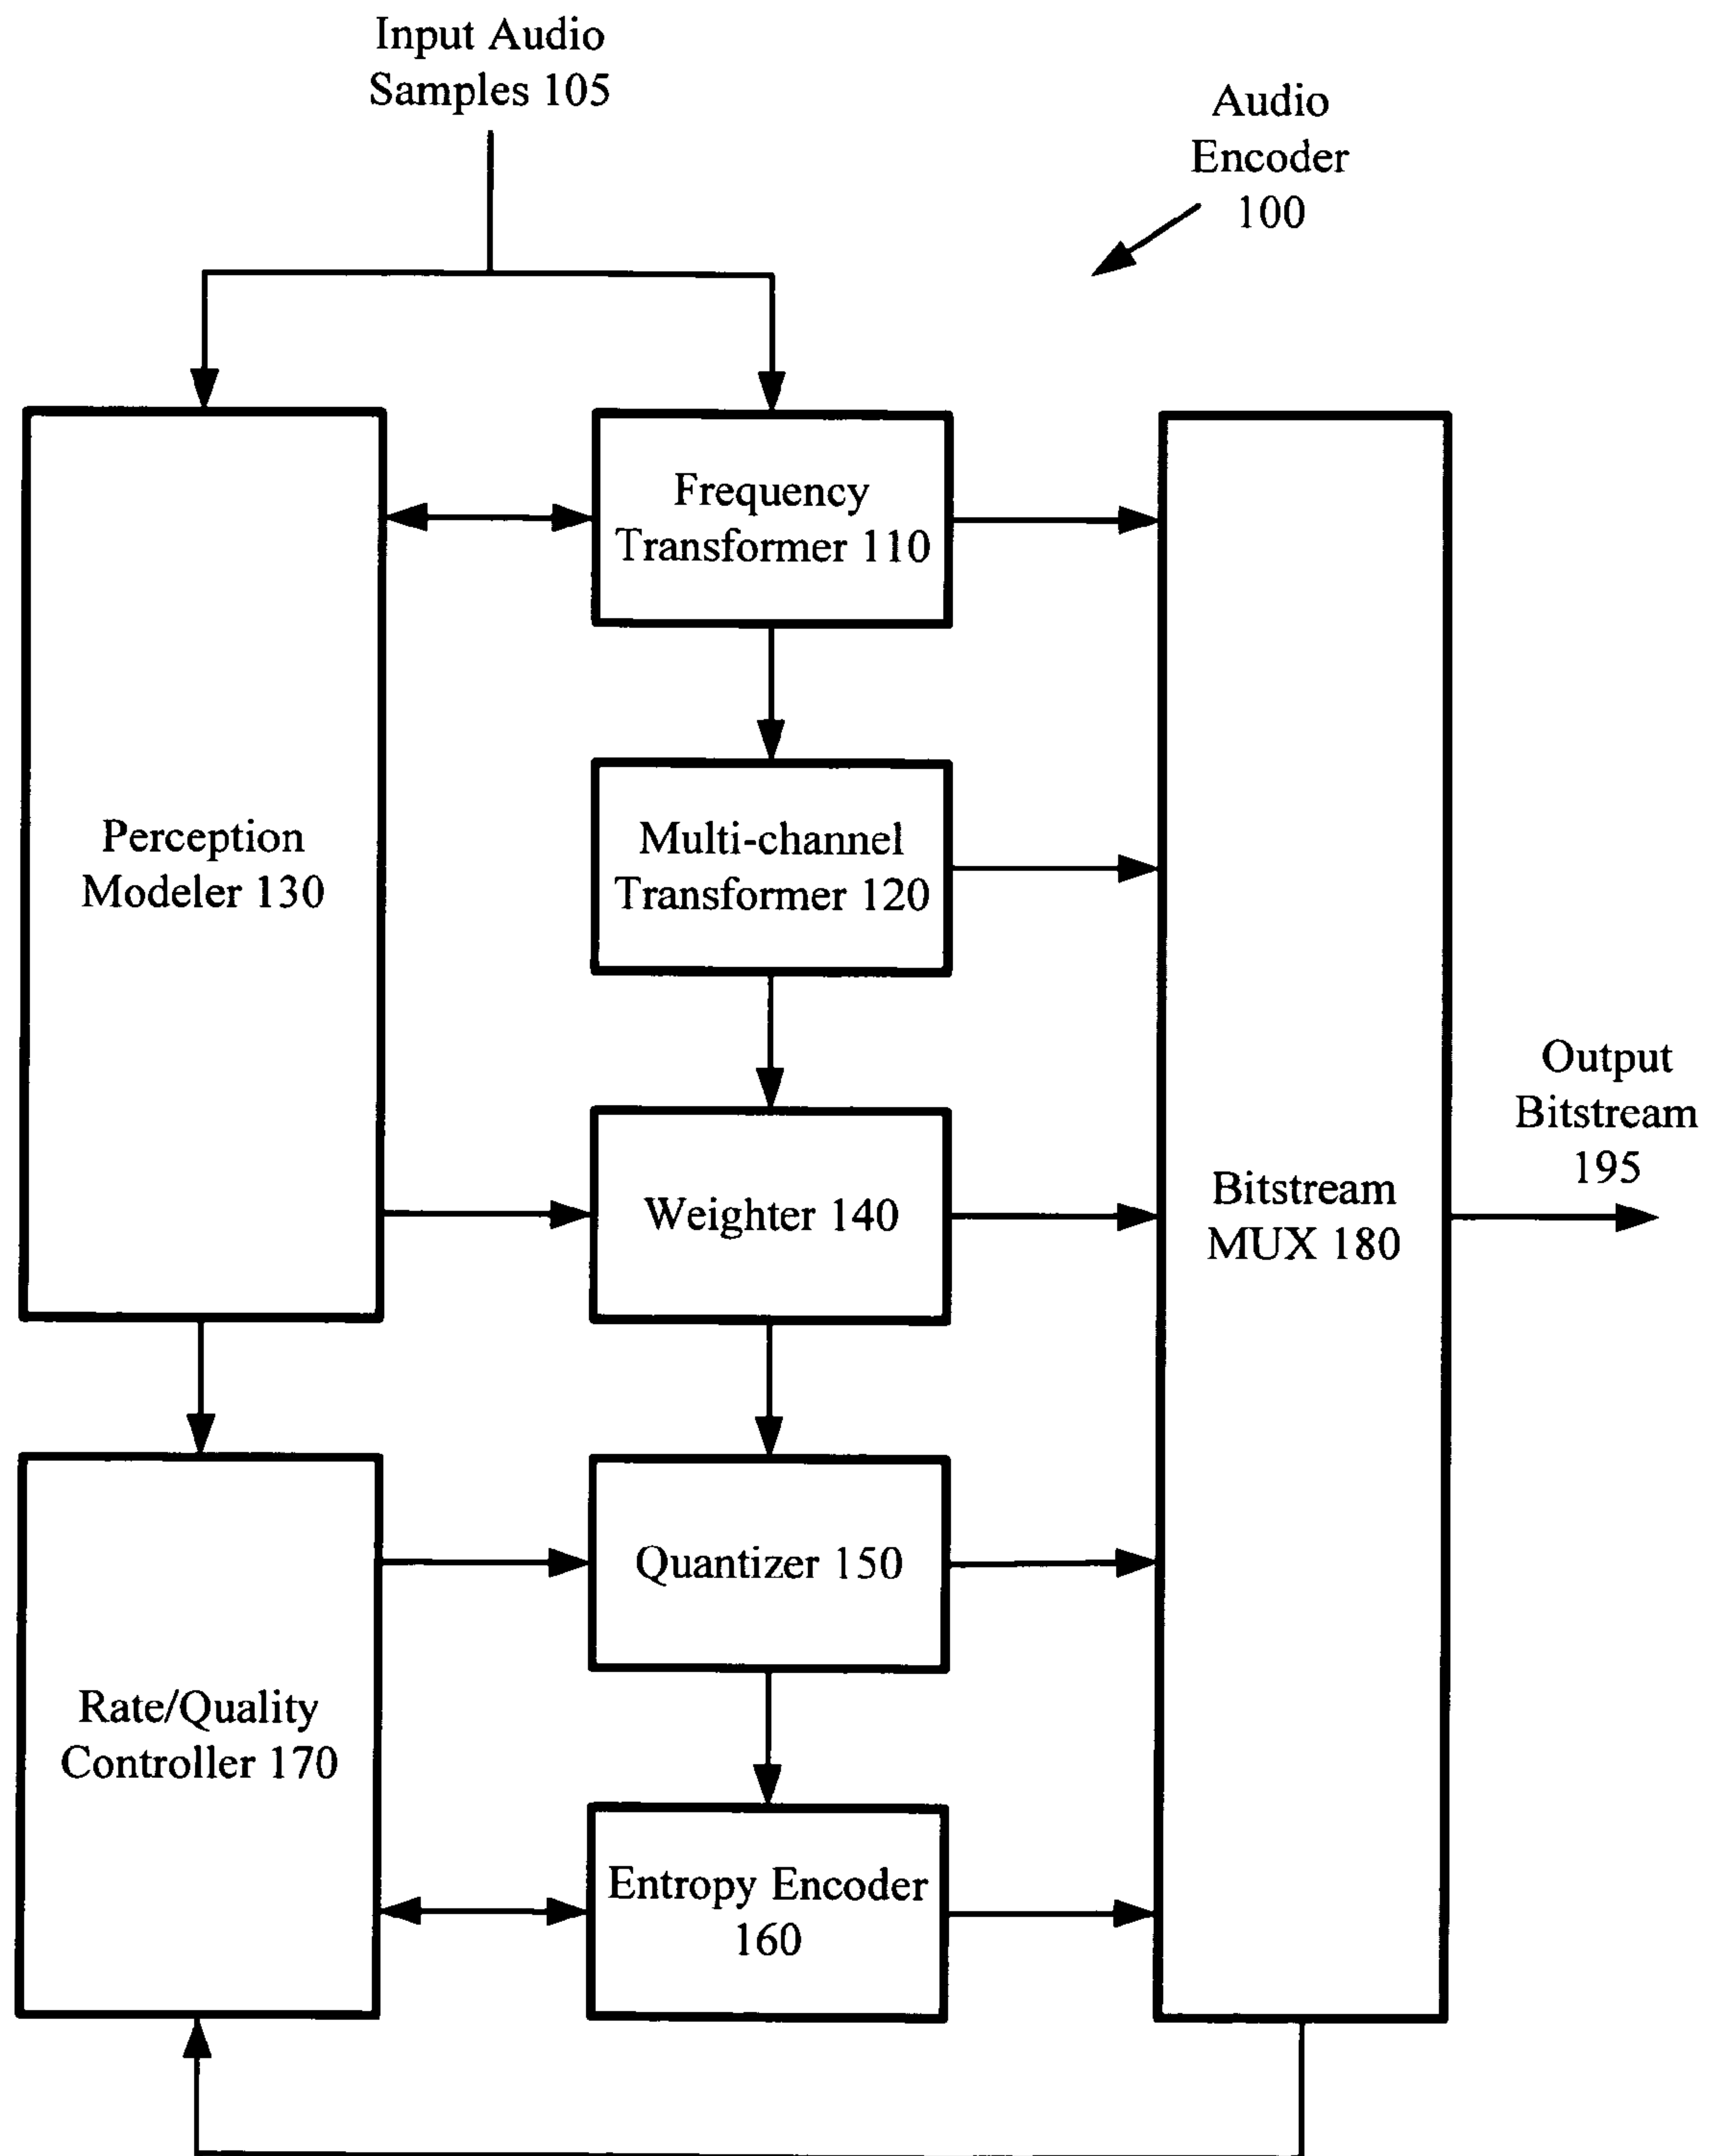 Input Audio
Samples 105
Audio
Encoder
100
Frequency
Transformer 110
Perception
Modeler 130
Multi-channel
Transformer 120
Output
Bitstream
195
Weighter 140
Bitstream
MUX 180
Quantizer 150
Rate/Quality
Controller 170
Entropy Encoder
160